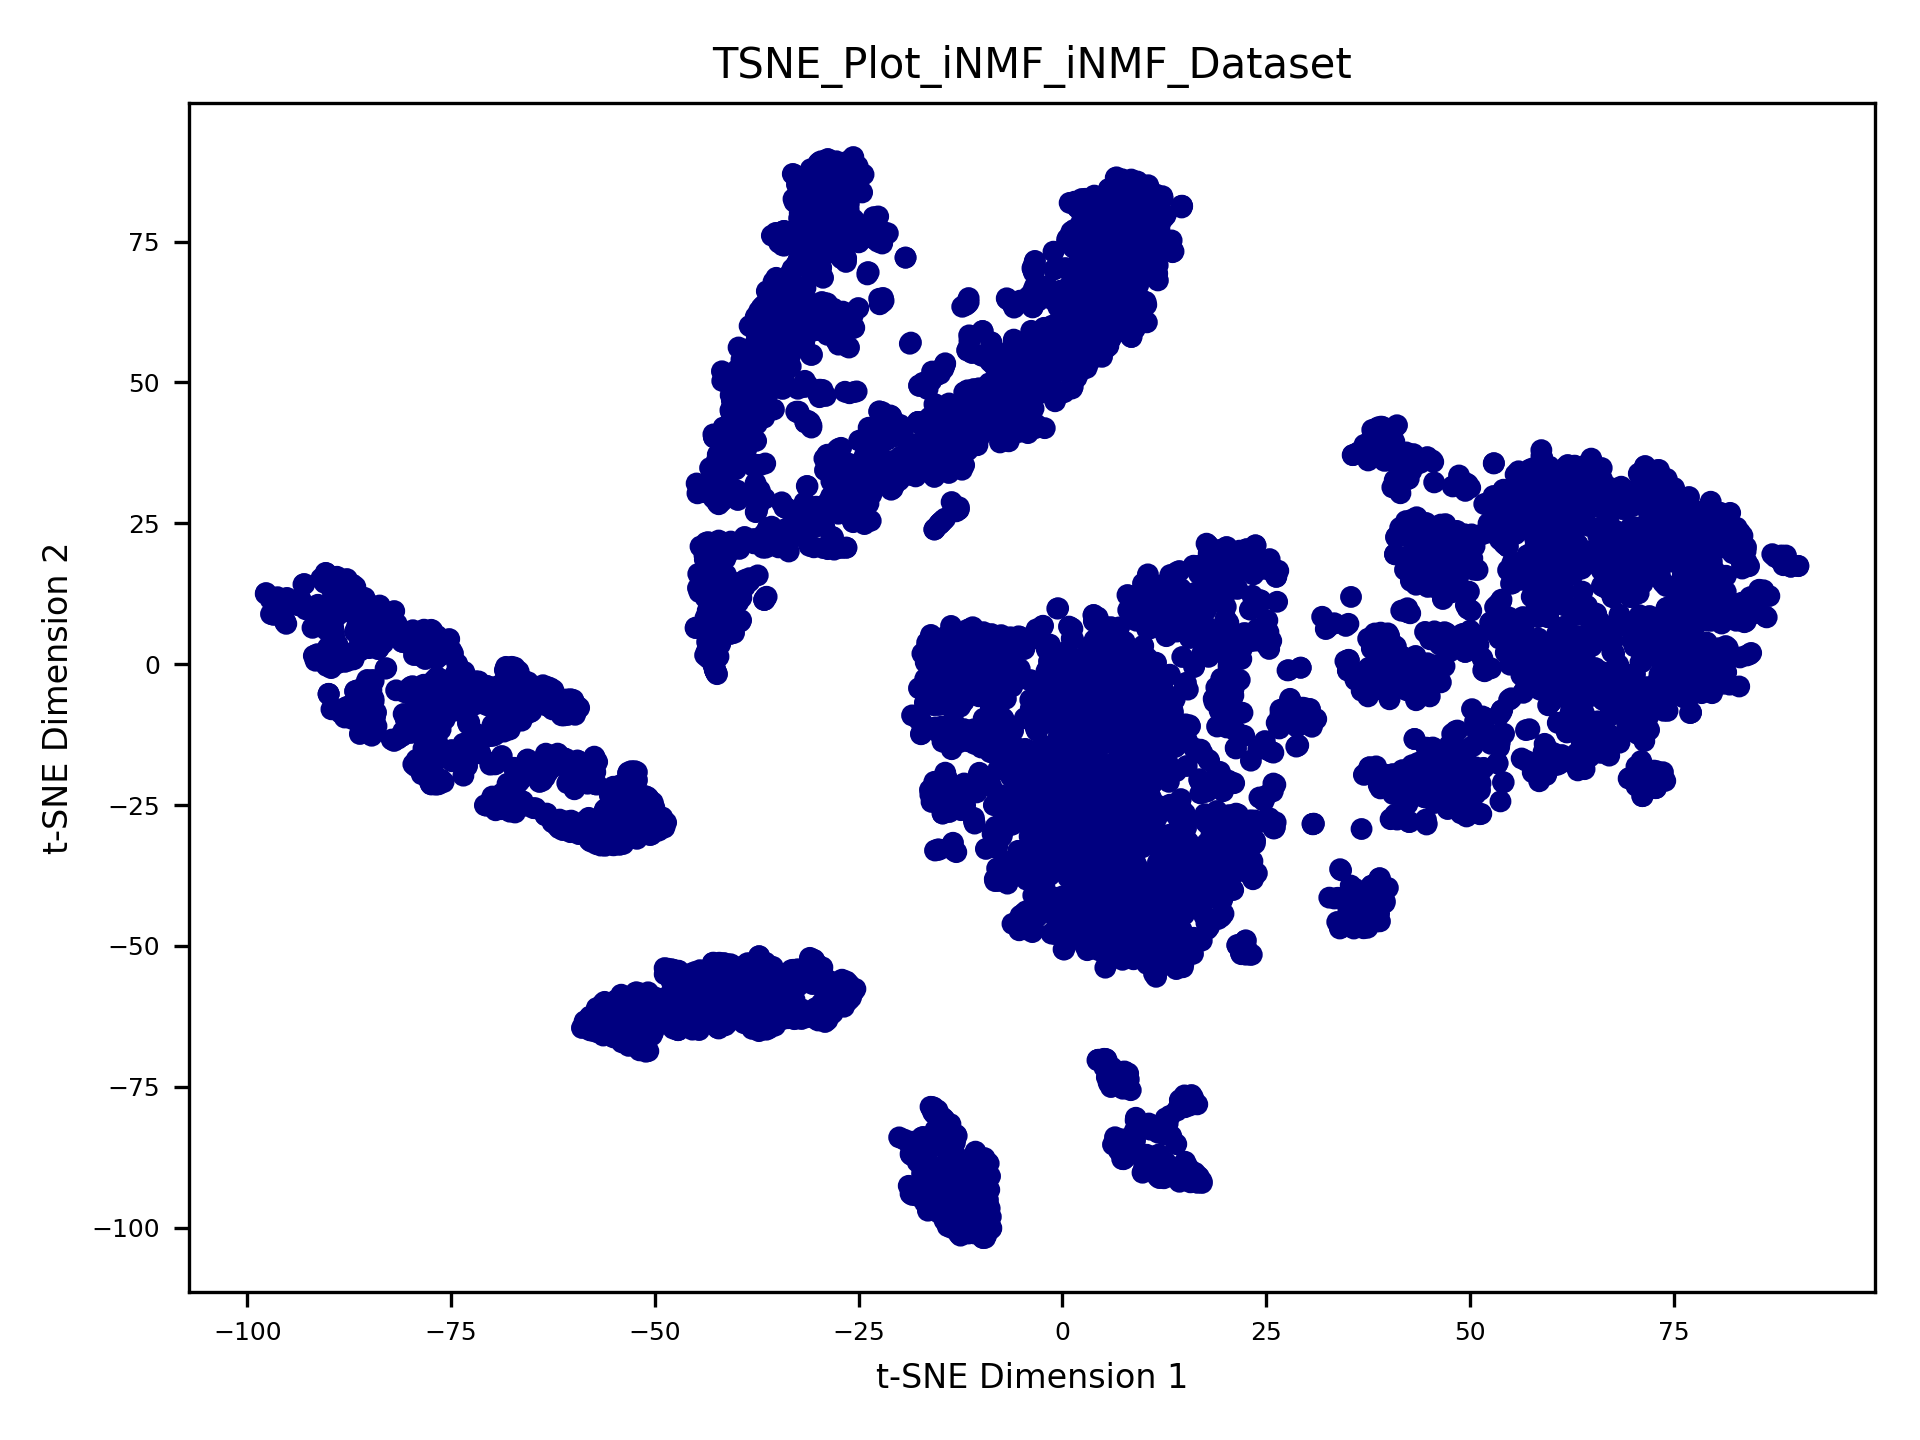 TSNE_Plot_iNMF_iNMF_Dataset
t-SNE Dimension 2
75
50
25
0
−25
−50
−75
−100
−100 −75 −50 −25 0 25 50 75
t-SNE Dimension 1